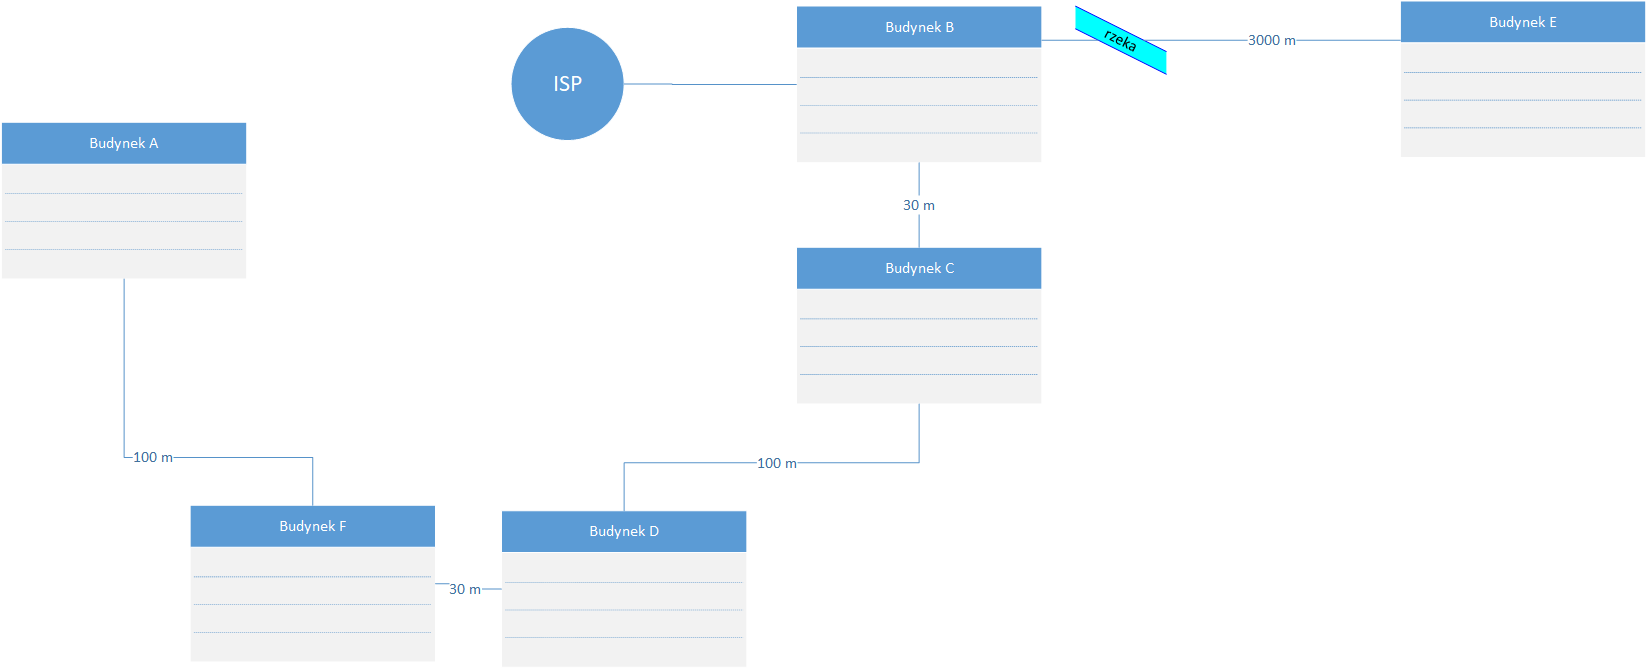 Budynek B
rzeka
3000 m
Budynek E
ISP
Budynek A
30 m
Budynek C
100 m
100 m
Budynek F
Budynek D
30 m